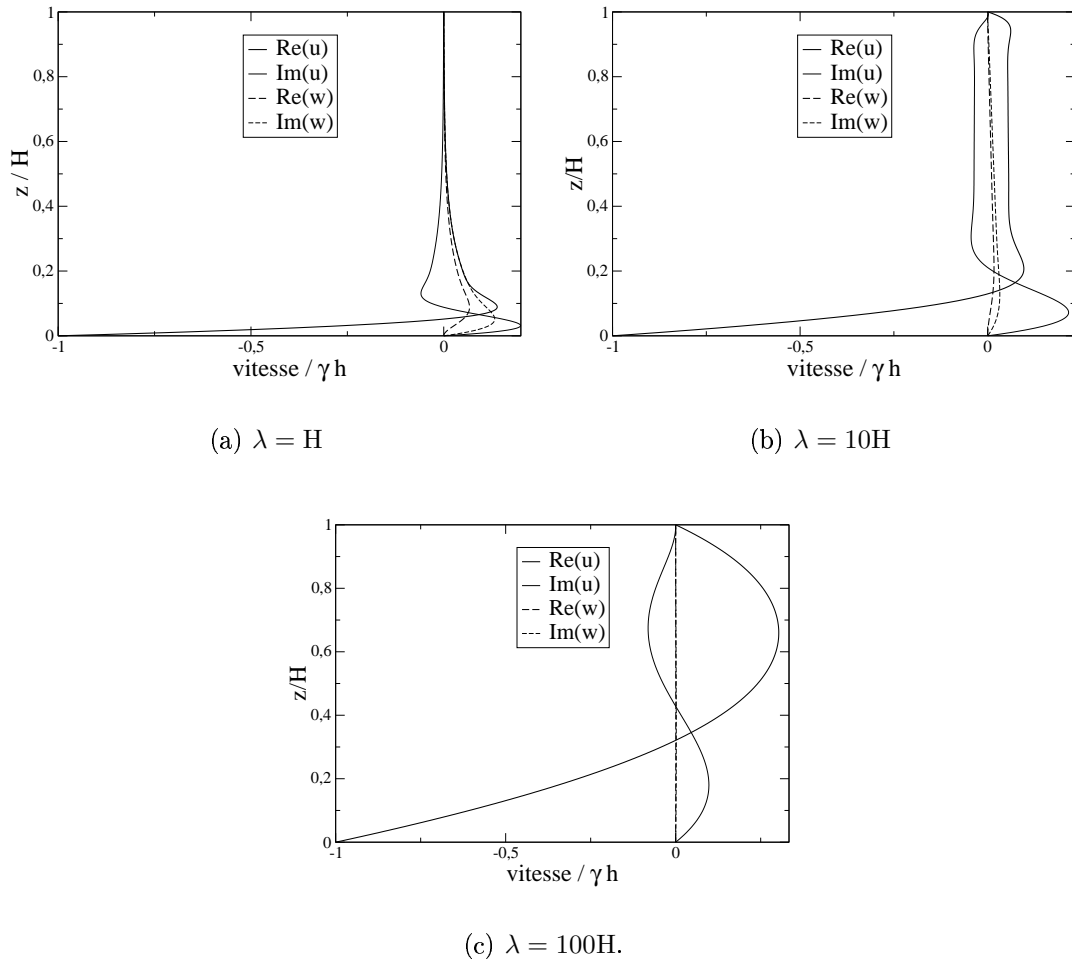 1
0,8
0,6
0,4
0,2
0
z / H
Re(u)
Im(u)
Re(w)
Im(w)
-1
-0,5
0
vitesse / γ h
(a) λ = H
1
0,8
0,6
0,4
0,2
0
z/H
Re(u)
Im(u)
Re(w)
Im(w)
-1
-0,5
0
vitesse / γ h
(b) λ = 10H
1
0,8
0,6
0,4
0,2
0
z/H
Re(u)
Im(u)
Re(w)
Im(w)
-1
-0,5
0
vitesse / γ h
(c) λ = 100H.